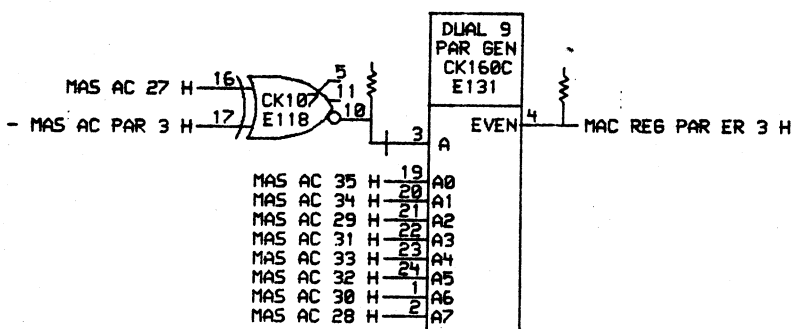 DUAL 9
PAR GEN
CK160C
E131
MAS AC 27 H 16
5
11
CK107
10
E118
- MAS AC PAR 3 H 17
3 A
EVEN 4 MAC REG PAR ER 3 H
MAS AC 35 H 19 A0
MAS AC 34 H 20 A1
MAS AC 29 H 21 A2
MAS AC 31 H 22 A3
MAS AC 33 H 23 A4
MAS AC 32 H 24 A5
MAS AC 30 H 1 A6
MAS AC 28 H 2 A7